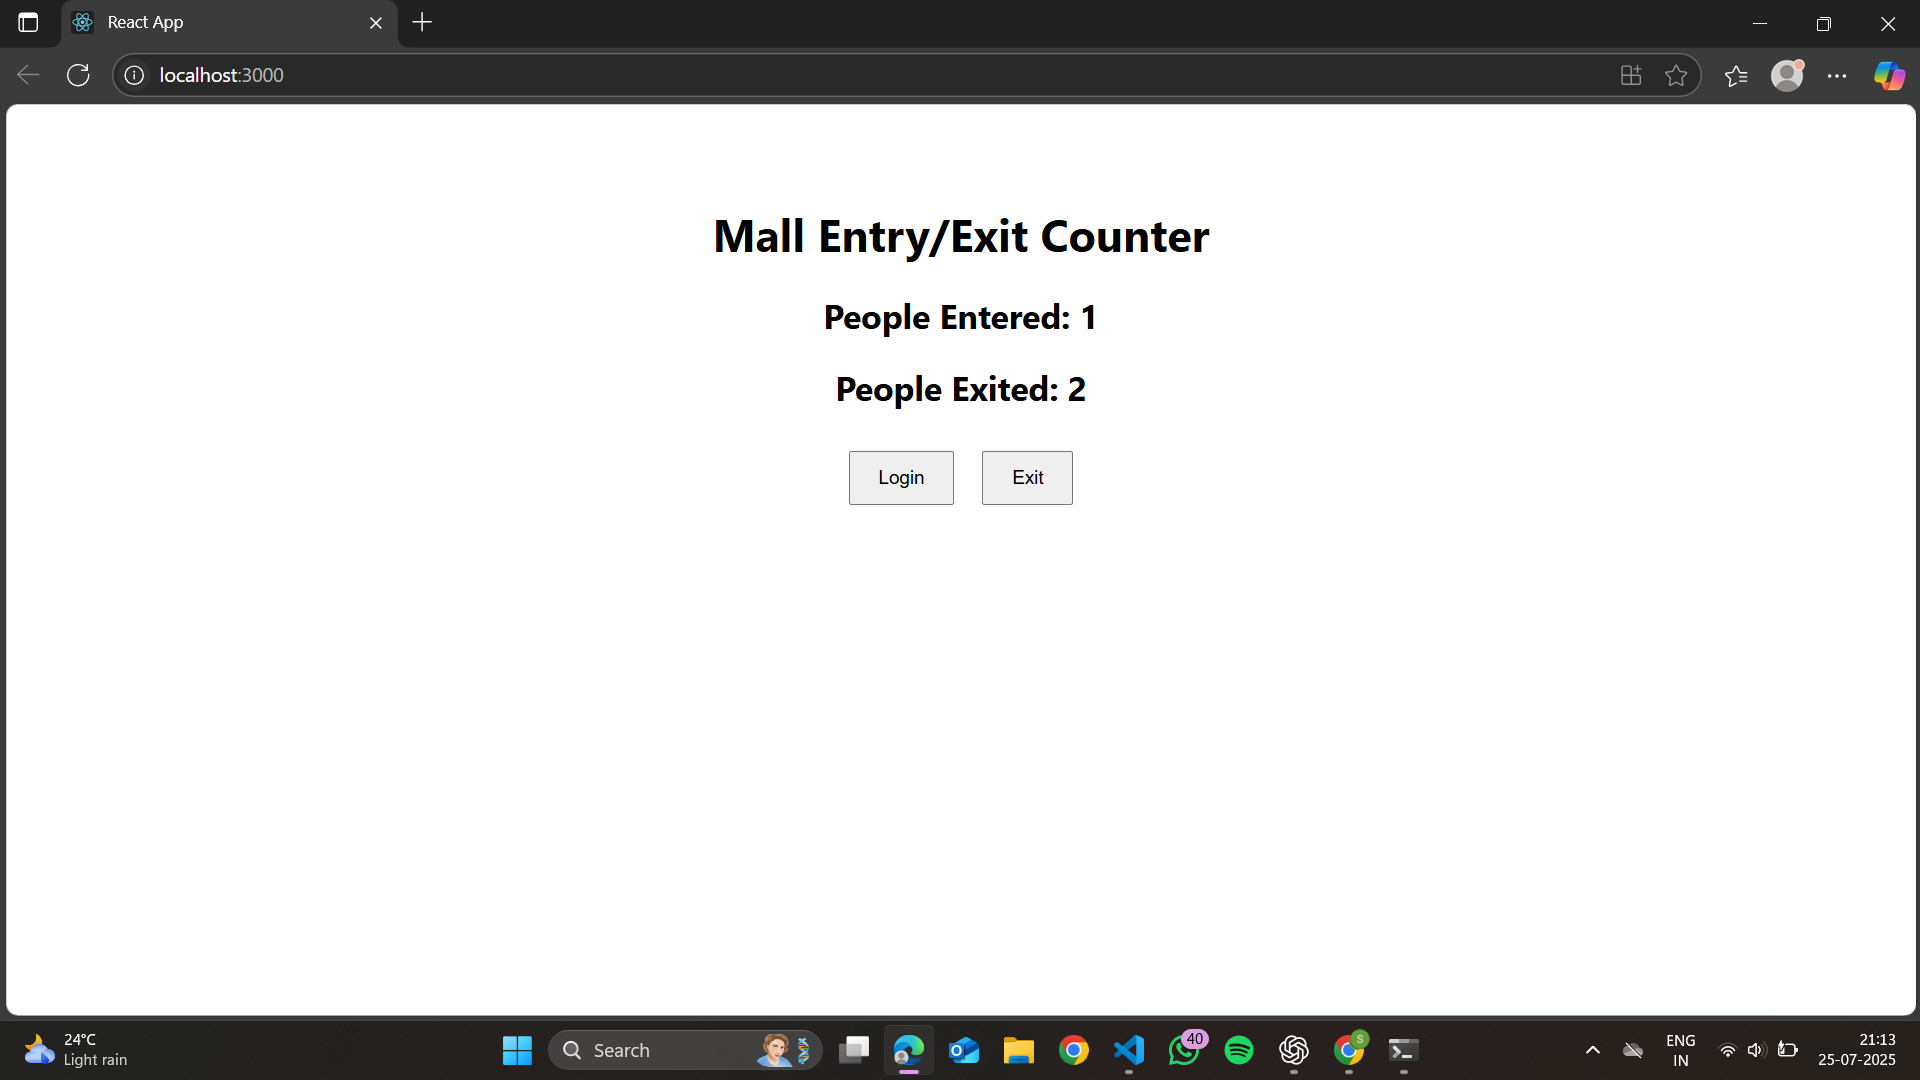 React App
localhost:3000
Mall Entry/Exit Counter
People Entered: 1
People Exited: 2
Login Exit
24°C
Light rain
Search
40
S
ENG
IN
21:13
25-07-2025